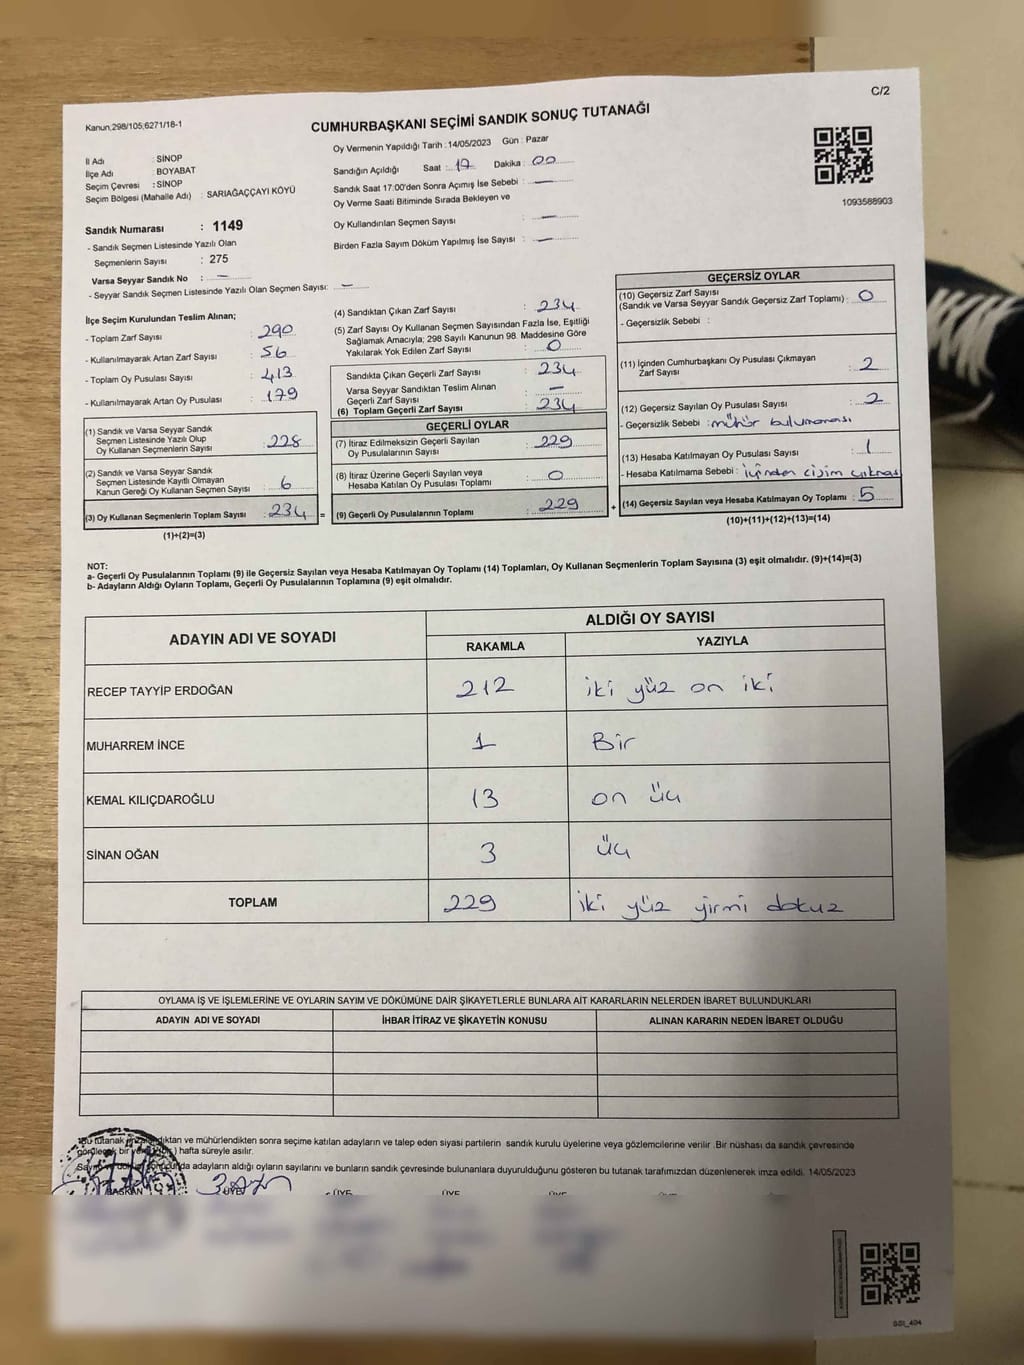 C/2
Kanun;298/105;6271/18-1
CUMHURBAŞKANI SEÇİMİ SANDIK SONUÇ TUTANAĞI
Oy Vermenin Yapıldığı Tarih :14/05/2023 Gün : Pazar
İl Adı : SİNOP
İlçe Adı : BOYABAT
Seçim Çevresi : SİNOP
Seçim Bölgesi (Mahalle Adı) : SARIAĞAÇÇAYI KÖYÜ
Sandığın Açıldığı Saat : 17 Dakika : 00
Sandık Saat 17:00'den Sonra Açımış İse Sebebi : —
Oy Verme Saati Bitiminde Sırada Bekleyen ve
Oy Kullandırılan Seçmen Sayısı : —
Birden Fazla Sayım Döküm Yapılmış İse Sayısı : —
1093588903
Sandık Numarası : 1149
- Sandık Seçmen Listesinde Yazılı Olan
Seçmenlerin Sayısı : 275
Varsa Seyyar Sandık No : —
- Seyyar Sandık Seçmen Listesinde Yazılı Olan Seçmen Sayısı: —
İlçe Seçim Kurulundan Teslim Alınan;
- Toplam Zarf Sayısı : 290
- Kullanılmayarak Artan Zarf Sayısı : 56
- Toplam Oy Pusulası Sayısı : 413
- Kullanılmayarak Artan Oy Pusulası : 179
(1) Sandık ve Varsa Seyyar Sandık
Seçmen Listesinde Yazılı Olup
Oy Kullanan Seçmenlerin Sayısı : 228
(2) Sandık ve Varsa Seyyar Sandık
Seçmen Listesinde Kayıtlı Olmayan
Kanun Gereği Oy Kullanan Seçmen Sayısı : 6
(3) Oy Kullanan Seçmenlerin Toplam Sayısı : 234 =
(1)+(2)=(3)
(4) Sandıktan Çıkan Zarf Sayısı : 234
(5) Zarf Sayısı Oy Kullanan Seçmen Sayısından Fazla İse, Eşitliği
Sağlamak Amacıyla; 298 Sayılı Kanunun 98. Maddesine Göre
Yakılarak Yok Edilen Zarf Sayısı : 0
Sandıkta Çıkan Geçerli Zarf Sayısı : 234
Varsa Seyyar Sandıktan Teslim Alınan
Geçerli Zarf Sayısı : —
(6) Toplam Geçerli Zarf Sayısı : 234
GEÇERLİ OYLAR
(7) İtiraz Edilmeksizin Geçerli Sayılan
Oy Pusulalarının Sayısı : 229
(8) İtiraz Üzerine Geçerli Sayılan veya
Hesaba Katılan Oy Pusulası Toplamı : 0
(9) Geçerli Oy Pusulalarının Toplamı : 229 +
GEÇERSİZ OYLAR
(10) Geçersiz Zarf Sayısı
(Sandık ve Varsa Seyyar Sandık Geçersiz Zarf Toplamı) : 0
- Geçersizlik Sebebi :
(11) İçinden Cumhurbaşkanı Oy Pusulası Çıkmayan
Zarf Sayısı : 2
(12) Geçersiz Sayılan Oy Pusulası Sayısı : 2
- Geçersizlik Sebebi : mühür bulunmaması
(13) Hesaba Katılmayan Oy Pusulası Sayısı : 1
- Hesaba Katılmama Sebebi : içinden cisim çıkması
(14) Geçersiz Sayılan veya Hesaba Katılmayan Oy Toplamı : 5
(10)+(11)+(12)+(13)=(14)
NOT:
a- Geçerli Oy Pusulalarının Toplamı (9) ile Geçersiz Sayılan veya Hesaba Katılmayan Oy Toplamı (14) Toplamları, Oy Kullanan Seçmenlerin Toplam Sayısına (3) eşit olmalıdır. (9)+(14)=(3)
b- Adayların Aldığı Oyların Toplamı, Geçerli Oy Pusulalarının Toplamına (9) eşit olmalıdır.
ADAYIN ADI VE SOYADI ALDIĞI OY SAYISI
RAKAMLA YAZIYLA
RECEP TAYYİP ERDOĞAN 212 iki yüz on iki
MUHARREM İNCE 1 Bir
KEMAL KILIÇDAROĞLU 13 on üç
SİNAN OĞAN 3 üç
TOPLAM 229 iki yüz yirmi dokuz
OYLAMA İŞ VE İŞLEMLERİNE VE OYLARIN SAYIM VE DÖKÜMÜNE DAİR ŞİKAYETLERLE BUNLARA AİT KARARLARIN NELERDEN İBARET BULUNDUKLARI
ADAYIN ADI VE SOYADI İHBAR İTİRAZ VE ŞİKAYETİN KONUSU ALINAN KARARIN NEDEN İBARET OLDUĞU
Bu tutanak mühürlendikten sonra seçime katılan adayların ve talep eden siyasi partilerin sandık kurulu üyelerine veya gözlemcilerine verilir .Bir nüshası da sandık çevresinde
bir hafta süreyle asılır.
adayların aldığı oyların sayılarını ve bunların sandık çevresinde bulunanlara duyurulduğunu gösteren bu tutanak tarafımızdan düzenlenerek imza edildi. 14/05/2023
BAŞKAN ÜYE ÜYE ÜYE ÜYE